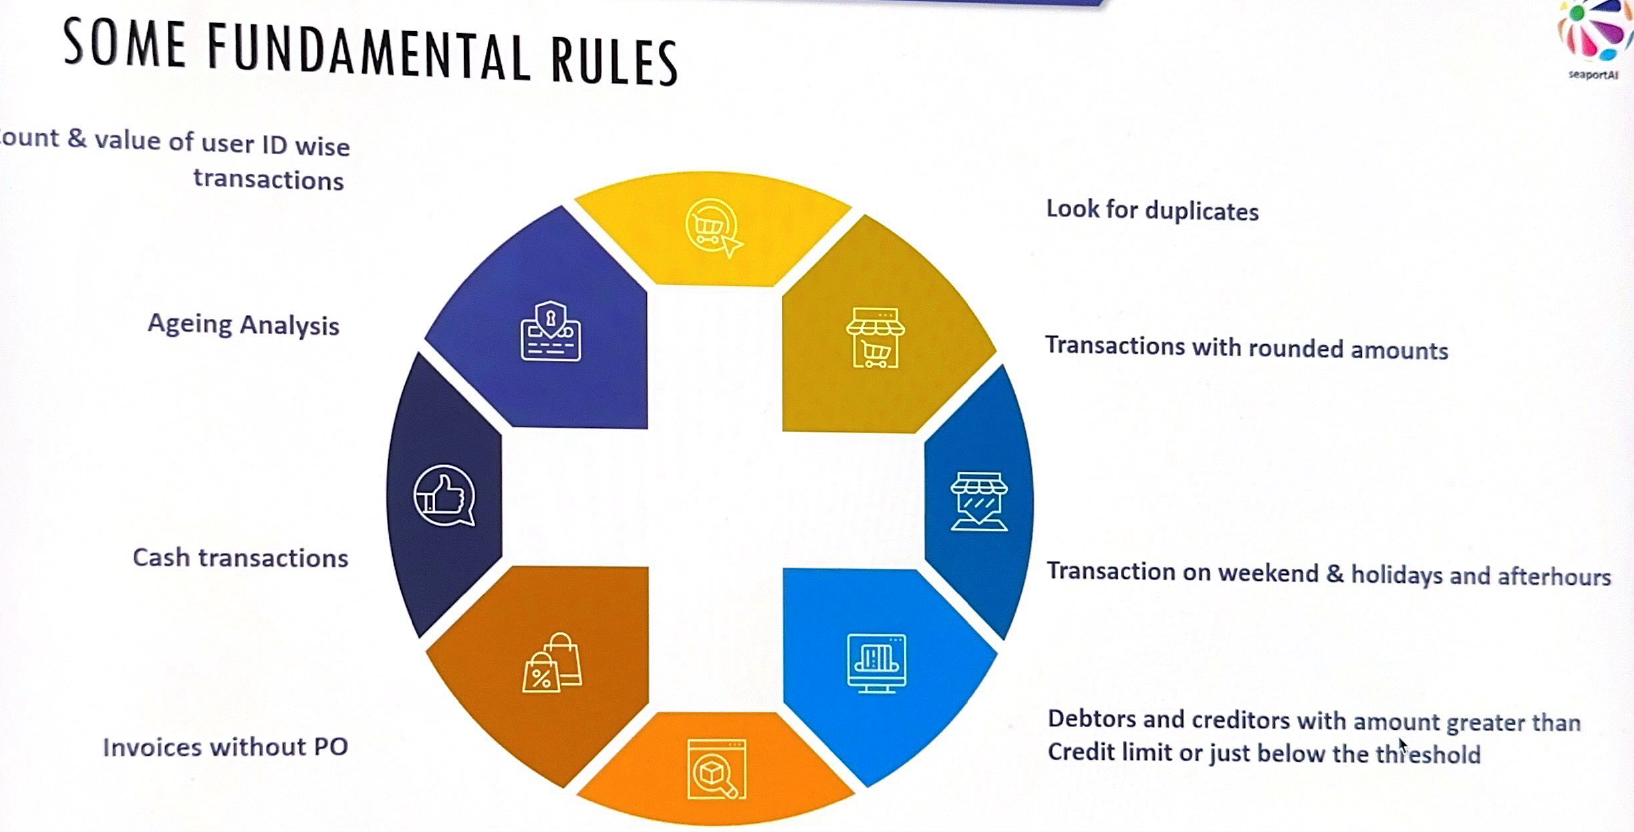 SOME FUNDAMENTAL RULES
seaportAI
ount & value of user ID wise
transactions
Look for duplicates
Ageing Analysis
Transactions with rounded amounts
Cash transactions
Transaction on weekend & holidays and afterhours
Invoices without PO
Debtors and creditors with amount greater than
Credit limit or just below the threshold
%